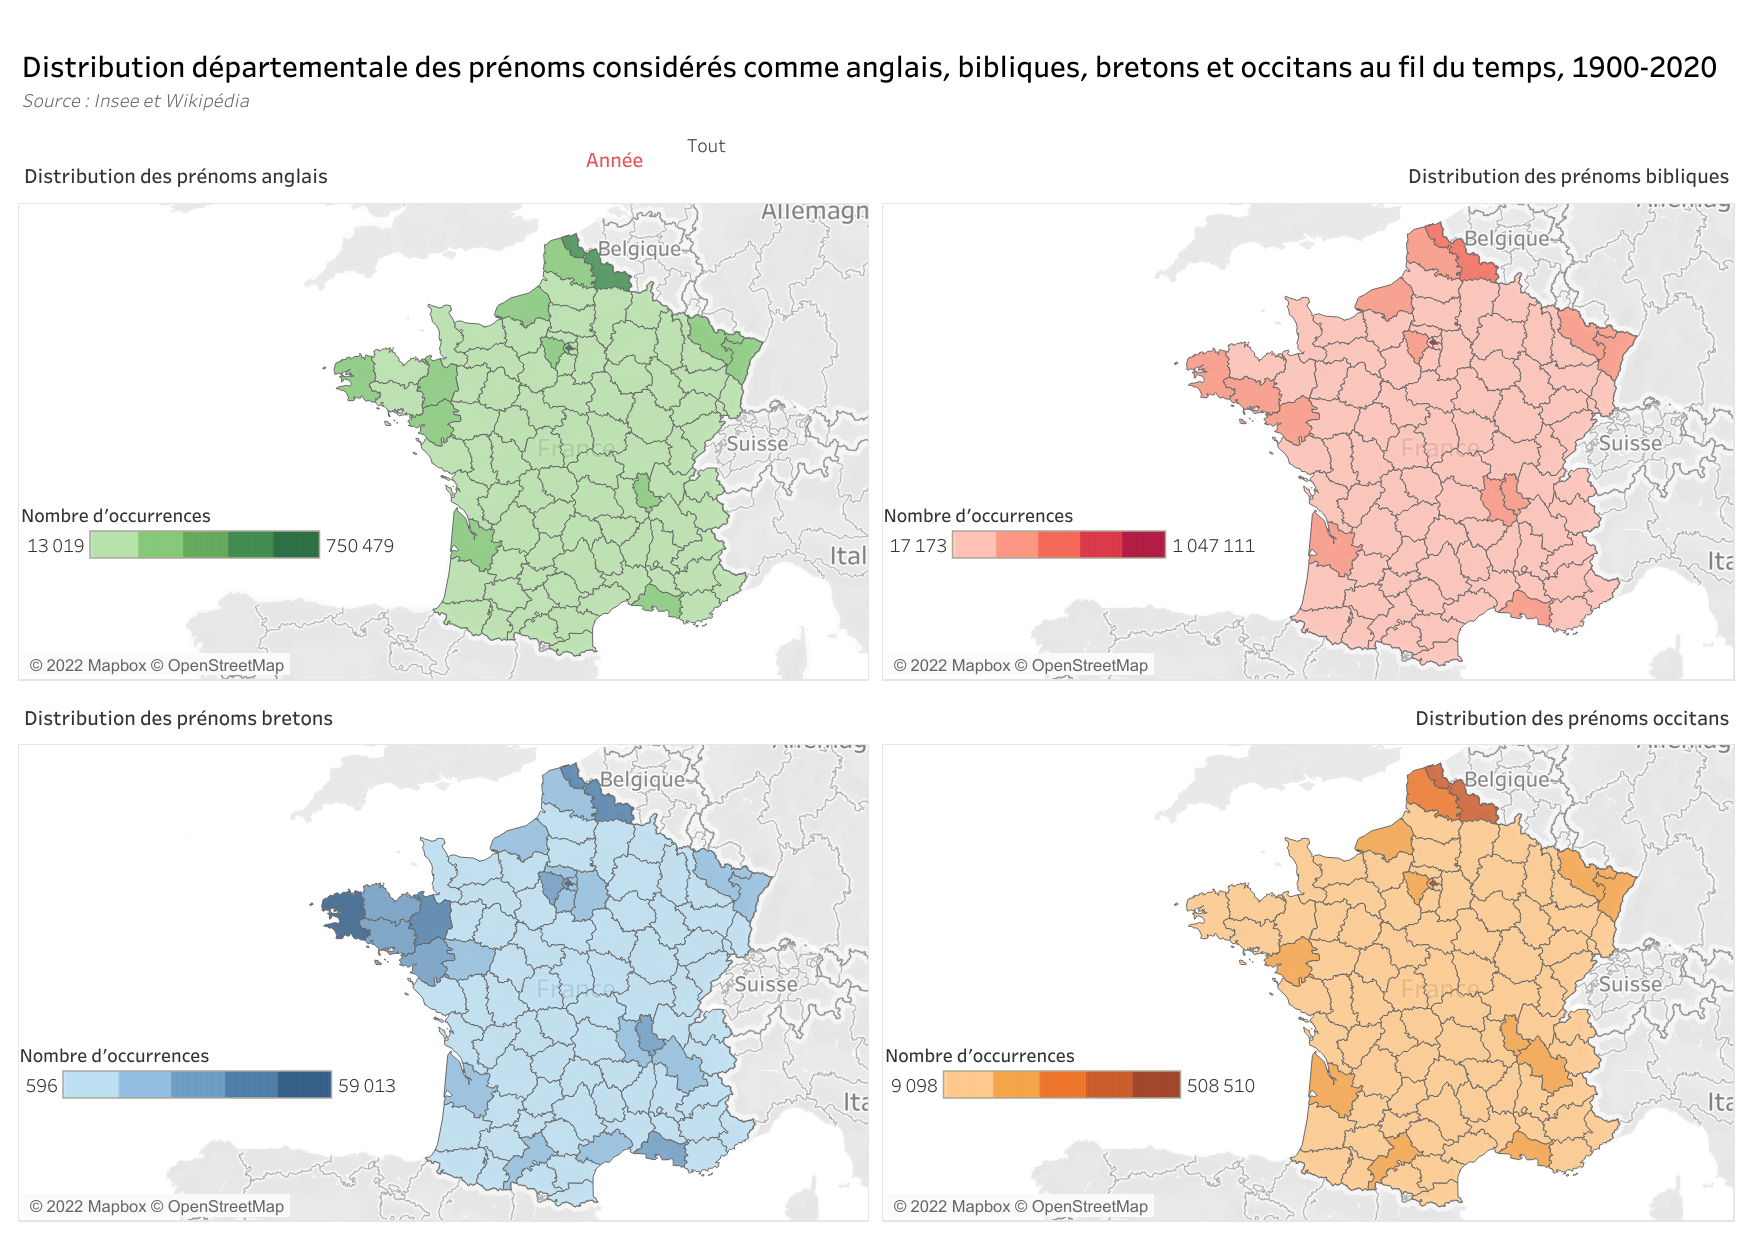 Distribution départementale des prénoms considérés comme anglais, bibliques, bretons et occitans au fil du temps, 1900-2020
Source : Insee et Wikipédia
Tout
Année
Distribution des prénoms anglais
Distribution des prénoms bibliques
Allemagn
Belgique
France
Suisse
Ital
Nombre d’occurrences
13 019
750 479
© 2022 Mapbox © OpenStreetMap
Allemag
Belgique
France
Suisse
Ita
Nombre d’occurrences
17 173
1 047 111
© 2022 Mapbox © OpenStreetMap
Distribution des prénoms bretons
Distribution des prénoms occitans
Allemag
Belgique
France
Suisse
Ita
Nombre d’occurrences
596
59 013
© 2022 Mapbox © OpenStreetMap
Allemag
Belgique
France
Suisse
Ita
Nombre d’occurrences
9 098
508 510
© 2022 Mapbox © OpenStreetMap